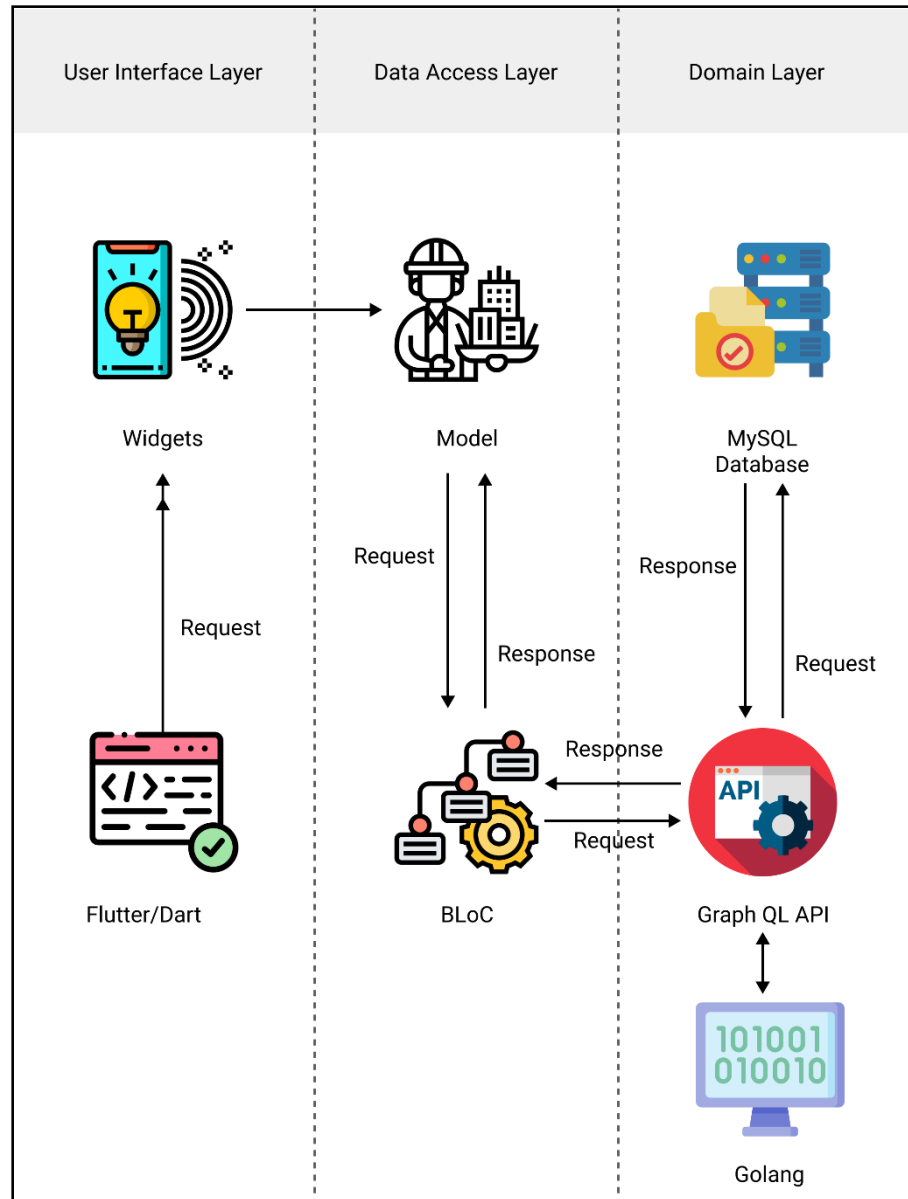 User Interface Layer
Data Access Layer
Domain Layer
Widgets
Model
MySQL
Database
Request
Response
Request
Response
Request
Response
Request
API
Flutter/Dart
BLoC
Graph QL API
101001
010010
Golang